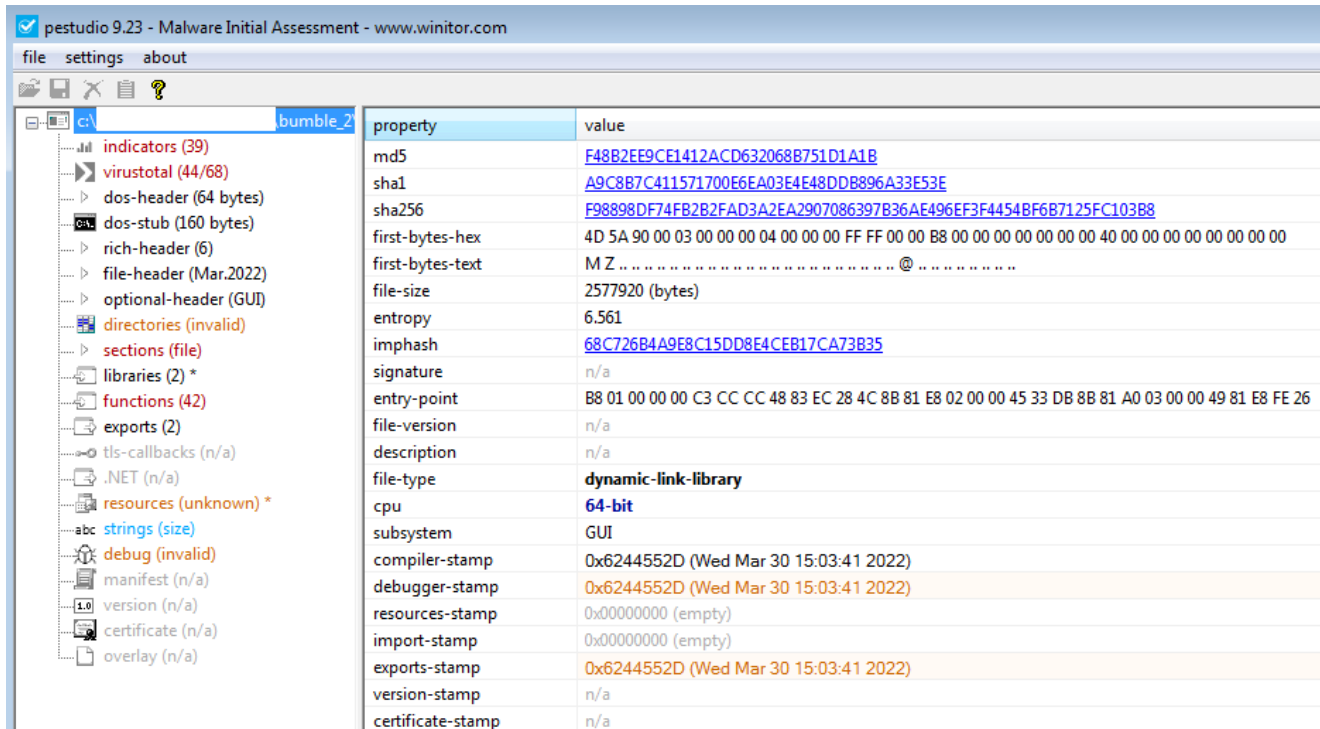 pestudio 9.23 - Malware Initial Assessment - www.winitor.com
file settings about
c:\ \bumble_2\
indicators (39)
virustotal (44/68)
dos-header (64 bytes)
dos-stub (160 bytes)
rich-header (6)
file-header (Mar.2022)
optional-header (GUI)
directories (invalid)
sections (file)
libraries (2) *
functions (42)
exports (2)
tls-callbacks (n/a)
.NET (n/a)
resources (unknown) *
abc strings (size)
debug (invalid)
manifest (n/a)
1.0 version (n/a)
certificate (n/a)
overlay (n/a)
property value
md5 F48B2EE9CE1412ACD632068B751D1A1B
sha1 A9C8B7C411571700E6EA03E4E48DDB896A33E53E
sha256 F98898DF74FB2B2FAD3A2EA2907086397B36AE496EF3F4454BF6B7125FC103B8
first-bytes-hex 4D 5A 90 00 03 00 00 00 04 00 00 00 FF FF 00 00 B8 00 00 00 00 00 00 00 40 00 00 00 00 00 00 00 00 00
first-bytes-text M Z .. .. .. .. .. .. .. .. .. .. .. .. .. .. .. .. .. .. .. .. .. .. @ .. .. .. .. .. .. .. ..
file-size 2577920 (bytes)
entropy 6.561
imphash 68C726B4A9E8C15DD8E4CEB17CA73B35
signature n/a
entry-point B8 01 00 00 00 C3 CC CC 48 83 EC 28 4C 8B 81 E8 02 00 00 45 33 DB 8B 81 A0 03 00 00 49 81 E8 FE 26
file-version n/a
description n/a
file-type dynamic-link-library
cpu 64-bit
subsystem GUI
compiler-stamp 0x6244552D (Wed Mar 30 15:03:41 2022)
debugger-stamp 0x6244552D (Wed Mar 30 15:03:41 2022)
resources-stamp 0x00000000 (empty)
import-stamp 0x00000000 (empty)
exports-stamp 0x6244552D (Wed Mar 30 15:03:41 2022)
version-stamp n/a
certificate-stamp n/a